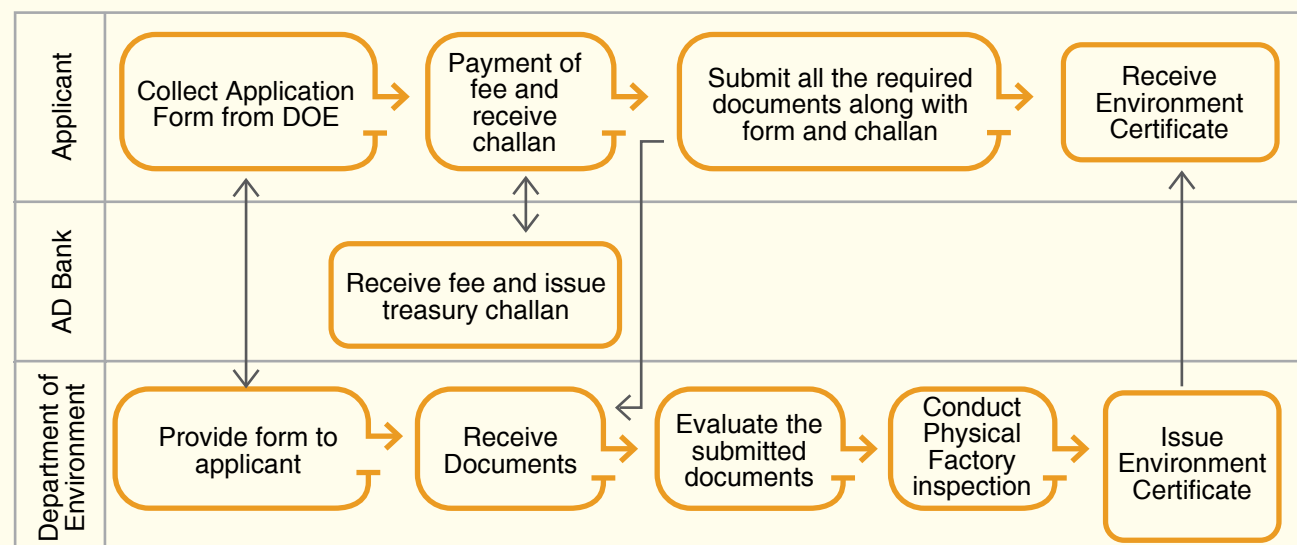 Applicant
Collect Application
Form from DOE
Payment of
fee and
receive
challan
Submit all the required
documents along with
form and challan
Receive
Environment
Certificate
AD Bank
Receive fee and issue
treasury challan
Department of
Environment
Provide form to
applicant
Receive
Documents
Evaluate the
submitted
documents
Conduct
Physical
Factory
inspection
Issue
Environment
Certificate